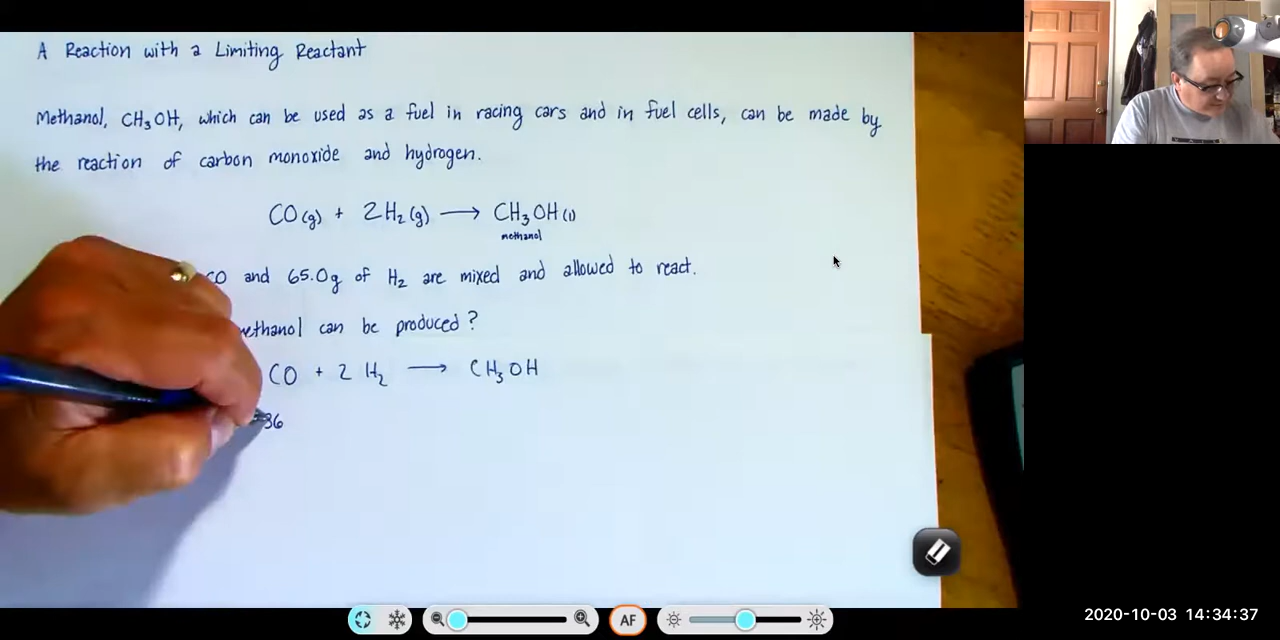 A Reaction with a Limiting Reactant
Methanol, CH₃OH, which can be used as a fuel in racing cars and in fuel cells, can be made by
the reaction of carbon monoxide and hydrogen.
CO(g) + 2H₂(g) ⟶ CH₃OH(l)
methanol
CO and 65.0g of H₂ are mixed and allowed to react.
can be produced?
CO + 2 H₂ ⟶ CH₃OH
36
AF
2020-10-03 14:34:37